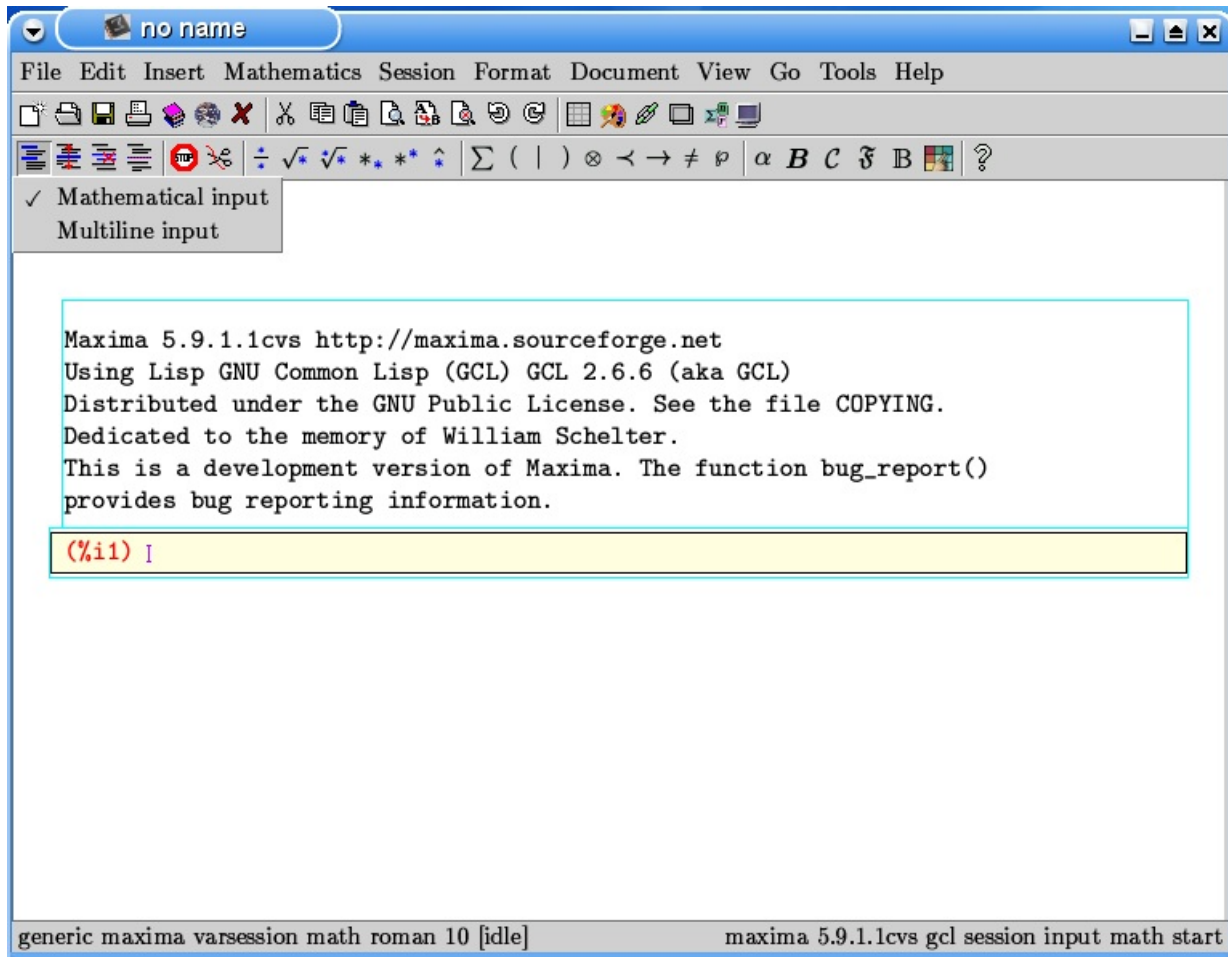 no name
File Edit Insert Mathematics Session Format Document View Go Tools Help
STOP
∑ ( | ) ⊗ ≺ → ≠ ℘ α B C 𝔉 𝔹 ?
✓ Mathematical input
Multiline input
Maxima 5.9.1.1cvs http://maxima.sourceforge.net
Using Lisp GNU Common Lisp (GCL) GCL 2.6.6 (aka GCL)
Distributed under the GNU Public License. See the file COPYING.
Dedicated to the memory of William Schelter.
This is a development version of Maxima. The function bug_report()
provides bug reporting information.
(%i1)
generic maxima varsession math roman 10 [idle] maxima 5.9.1.1cvs gcl session input math start